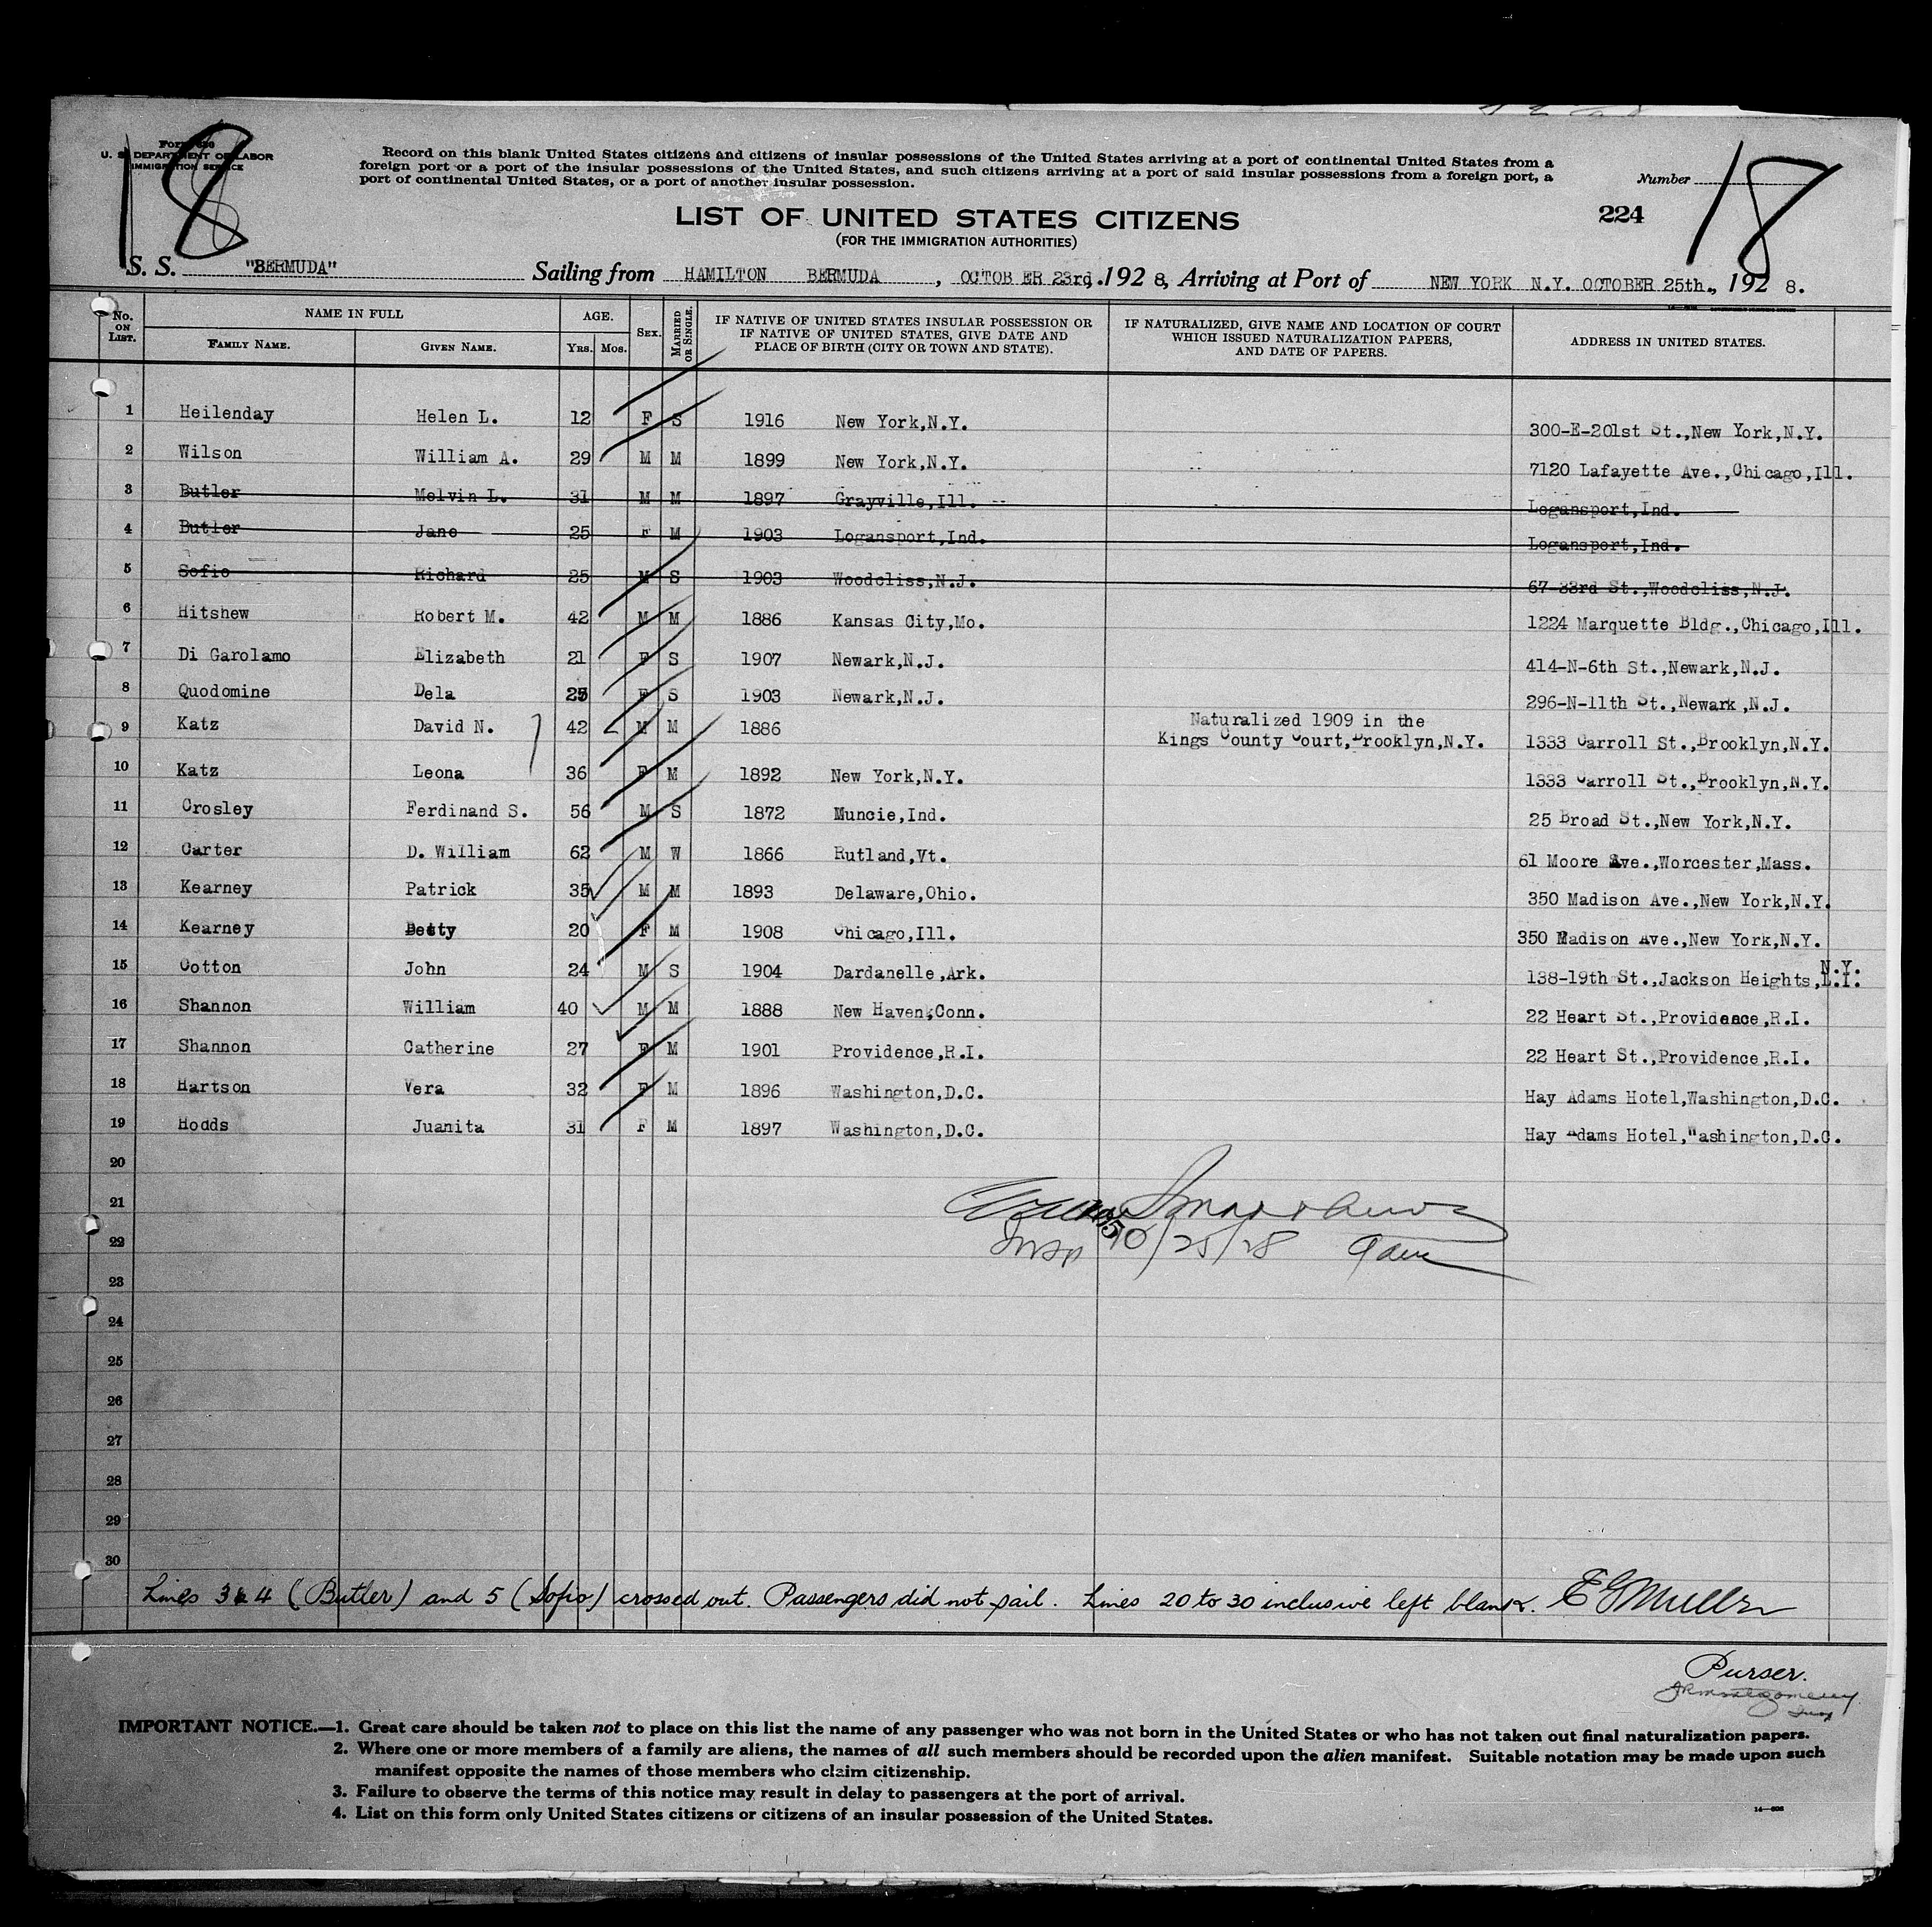 18
Form 630
U. S. DEPARTMENT OF LABOR
IMMIGRATION SERVICE
Record on this blank United States citizens and citizens of insular possessions of the United States arriving at a port of continental United States from a
foreign port or a port of the insular possessions of the United States, and such citizens arriving at a port of said insular possessions from a foreign port, a
port of continental United States, or a port of another insular possession.
Number 18
LIST OF UNITED STATES CITIZENS
224
(FOR THE IMMIGRATION AUTHORITIES)
S. S. "BERMUDA" Sailing from HAMILTON BERMUDA, OCTOBER 23rd, 1928, Arriving at Port of NEW YORK N.Y. OCTOBER 25th., 1928.
No. ON LIST. NAME IN FULL AGE. SEX. MARRIED OR SINGLE. IF NATIVE OF UNITED STATES INSULAR POSSESSION OR IF NATIVE OF UNITED STATES, GIVE DATE AND PLACE OF BIRTH (CITY OR TOWN AND STATE). IF NATURALIZED, GIVE NAME AND LOCATION OF COURT WHICH ISSUED NATURALIZATION PAPERS, AND DATE OF PAPERS. ADDRESS IN UNITED STATES.
FAMILY NAME. GIVEN NAME. YRS. MOS.
1 Heilenday Helen L. 12 F S 1916 New York,N.Y. 300-E-201st St.,New York,N.Y.
2 Wilson William A. 29 M M 1899 New York,N.Y. 7120 Lafayette Ave.,Chicago,Ill.
3 Butler Melvin L. 31 M M 1897 Grayville,Ill. Logansport,Ind.
4 Butler Jane 25 F M 1903 Logansport,Ind. Logansport,Ind.
5 Sofio Richard 25 M S 1903 Woodcliss,N.J. 67-33rd St.,Woodcliss,N.J.
6 Hitshew Robert M. 42 M M 1886 Kansas City,Mo. 1224 Marquette Bldg.,Chicago,Ill.
7 Di Garolamo Elizabeth 21 F S 1907 Newark,N.J. 414-N-6th St.,Newark,N.J.
8 Quodomine Dela 25 F S 1903 Newark,N.J. 296-N-11th St.,Newark,N.J.
9 Katz David N. 42 M M 1886 Naturalized 1909 in the Kings County Court,Brooklyn,N.Y. 1333 Carroll St.,Brooklyn,N.Y.
10 Katz Leona 36 F M 1892 New York,N.Y. 1333 Carroll St.,Brooklyn,N.Y.
11 Crosley Ferdinand S. 56 M S 1872 Muncie,Ind. 25 Broad St.,New York,N.Y.
12 Carter D. William 62 M W 1866 Rutland,Vt. 61 Moore Ave.,Worcester,Mass.
13 Kearney Patrick 35 M M 1893 Delaware,Ohio. 350 Madison Ave.,New York,N.Y.
14 Kearney Betty 20 F M 1908 Chicago,Ill. 350 Madison Ave.,New York,N.Y.
15 Cotton John 24 M S 1904 Dardanelle,Ark. 138-19th St.,Jackson Heights,L.I. N.Y.
16 Shannon William 40 M M 1888 New Haven,Conn. 22 Heart St.,Providence,R.I.
17 Shannon Catherine 27 F M 1901 Providence,R.I. 22 Heart St.,Providence,R.I.
18 Hartson Vera 32 F M 1896 Washington,D.C. Hay Adams Hotel,Washington,D.C.
19 Hodds Juanita 31 F M 1897 Washington,D.C. Hay Adams Hotel,Washington,D.C.
20
21
22 Insp 10/25/28
23
24
25
26
27
28
29
30
Lines 3 & 4 (Butler) and 5 (Sofio) crossed out. Passengers did not sail. Lines 20 to 30 inclusive left blank. E G Muller
Purser.
IMPORTANT NOTICE.—1. Great care should be taken not to place on this list the name of any passenger who was not born in the United States or who has not taken out final naturalization papers.
2. Where one or more members of a family are aliens, the names of all such members should be recorded upon the alien manifest. Suitable notation may be made upon such
manifest opposite the names of those members who claim citizenship.
3. Failure to observe the terms of this notice may result in delay to passengers at the port of arrival.
4. List on this form only United States citizens or citizens of an insular possession of the United States.